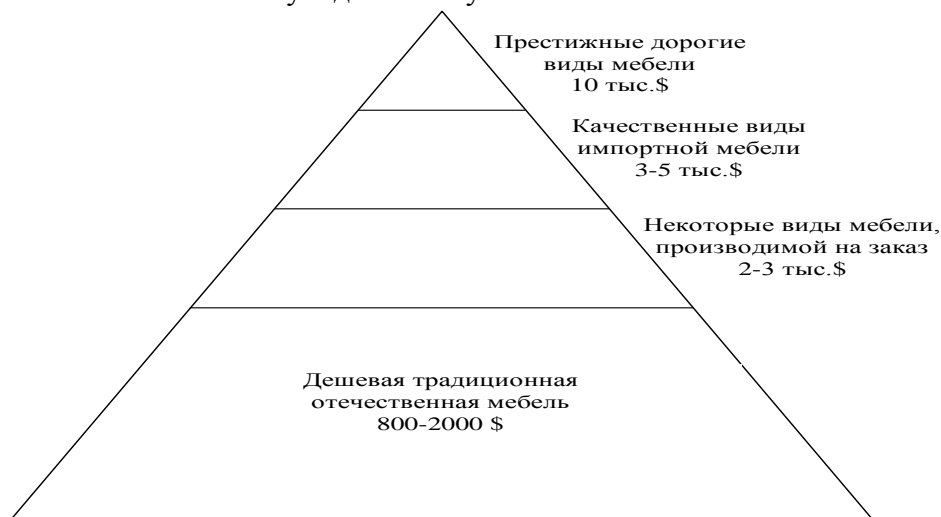 Престижные дорогие
виды мебели
10 тыс.$
Качественные виды
импортной мебели
3-5 тыс.$
Некоторые виды мебели,
производимой на заказ
2-3 тыс.$
Дешевая традиционная
отечественная мебель
800-2000 $